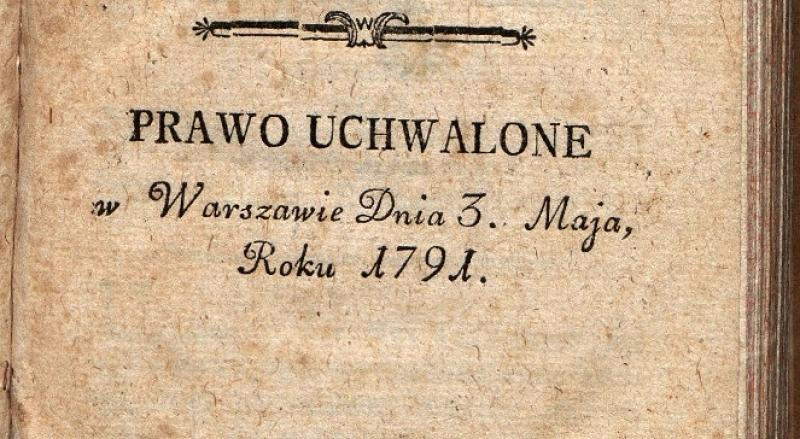 PRAWO UCHWALONE
w Warszawie Dnia 3. Maja,
Roku 1791.